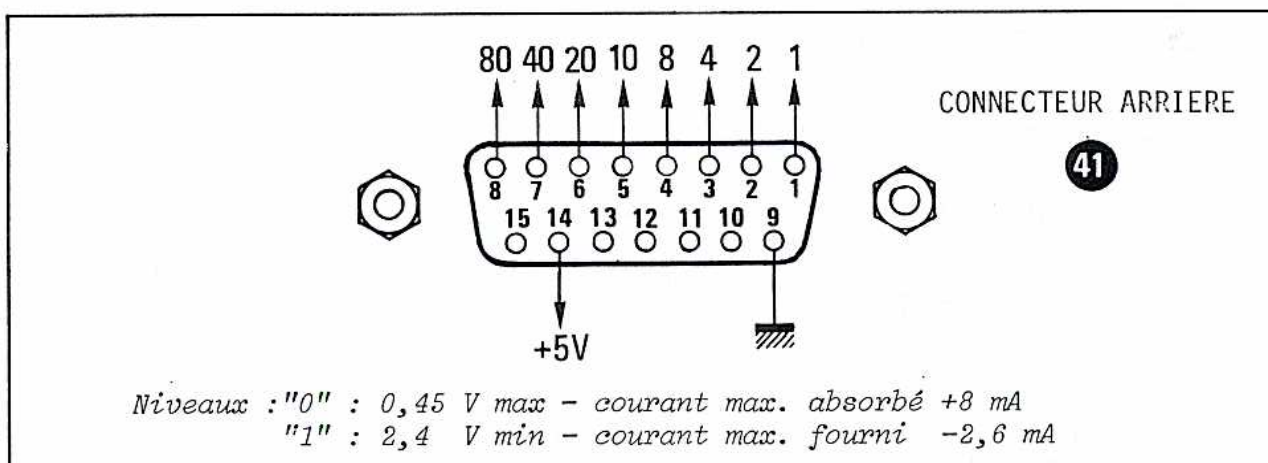 80 40 20 10 8 4 2 1
CONNECTEUR ARRIERE
41
8 7 6 5 4 3 2 1
15 14 13 12 11 10 9
+5V
Niveaux :"0" : 0,45 V max - courant max. absorbé +8 mA
"1" : 2,4 V min - courant max. fourni -2,6 mA